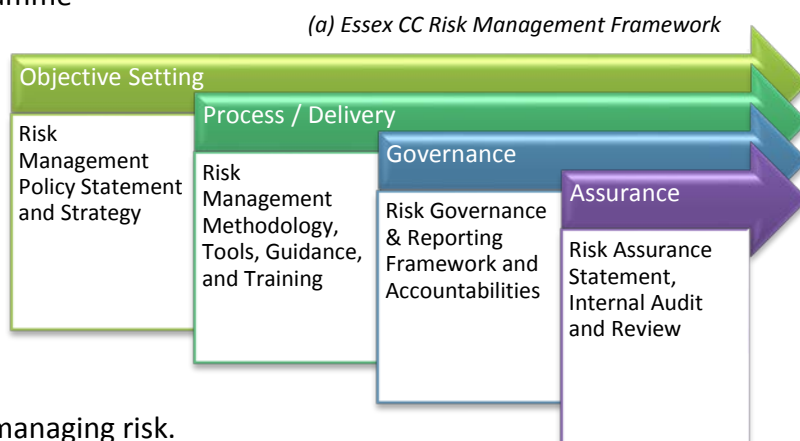 (a) Essex CC Risk Management Framework
Objective Setting
Risk
Management
Policy Statement
and Strategy
Process / Delivery
Risk
Management
Methodology,
Tools, Guidance,
and Training
Governance
Risk Governance
& Reporting
Framework and
Accountabilities
Assurance
Risk Assurance
Statement,
Internal Audit
and Review
managing risk.